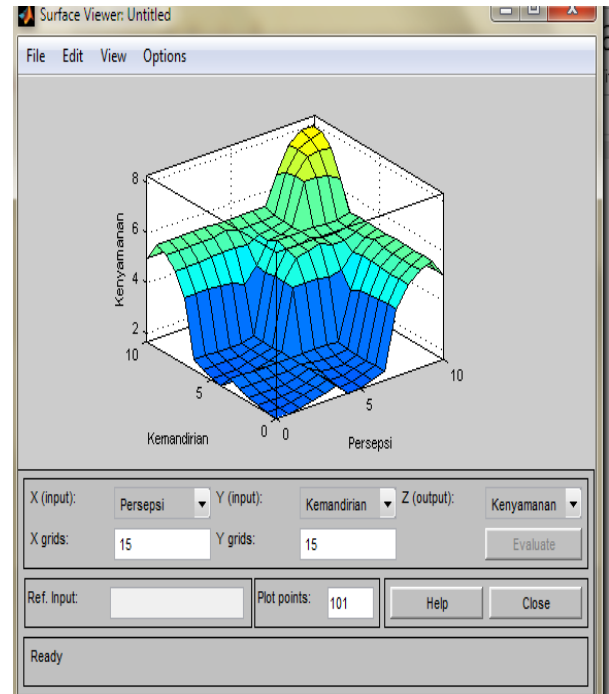 Surface Viewer: Untitled
File Edit View Options
8
6
4
2
Kenyamanan
10
5
0
Kemandirian
0
5
10
Persepsi
X (input): Persepsi Y (input): Kemandirian Z (output): Kenyamanan
X grids: 15 Y grids: 15 Evaluate
Ref. Input: Plot points: 101 Help Close
Ready